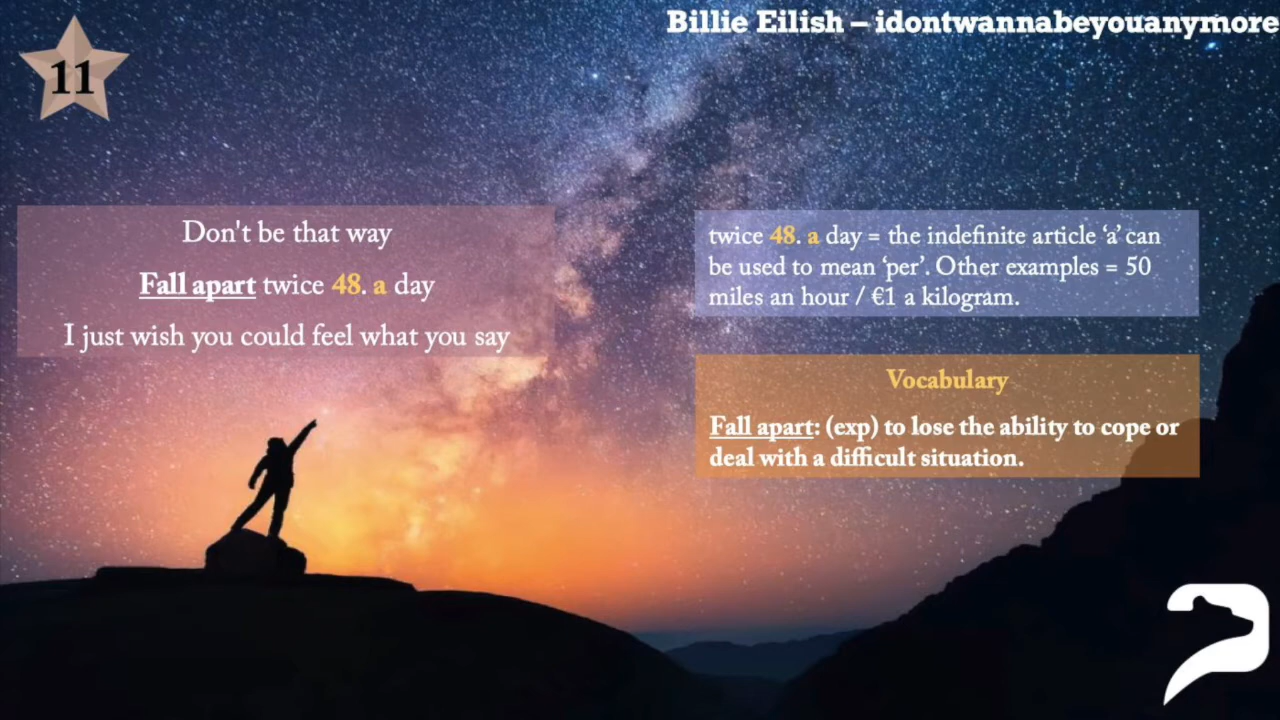 Billie Eilish – idontwannabeyouanymore
11
Don't be that way
Fall apart twice 48. a day
I just wish you could feel what you say
twice 48. a day = the indefinite article ‘a’ can
be used to mean ‘per’. Other examples = 50
miles an hour / €1 a kilogram.
Vocabulary
Fall apart: (exp) to lose the ability to cope or
deal with a difficult situation.